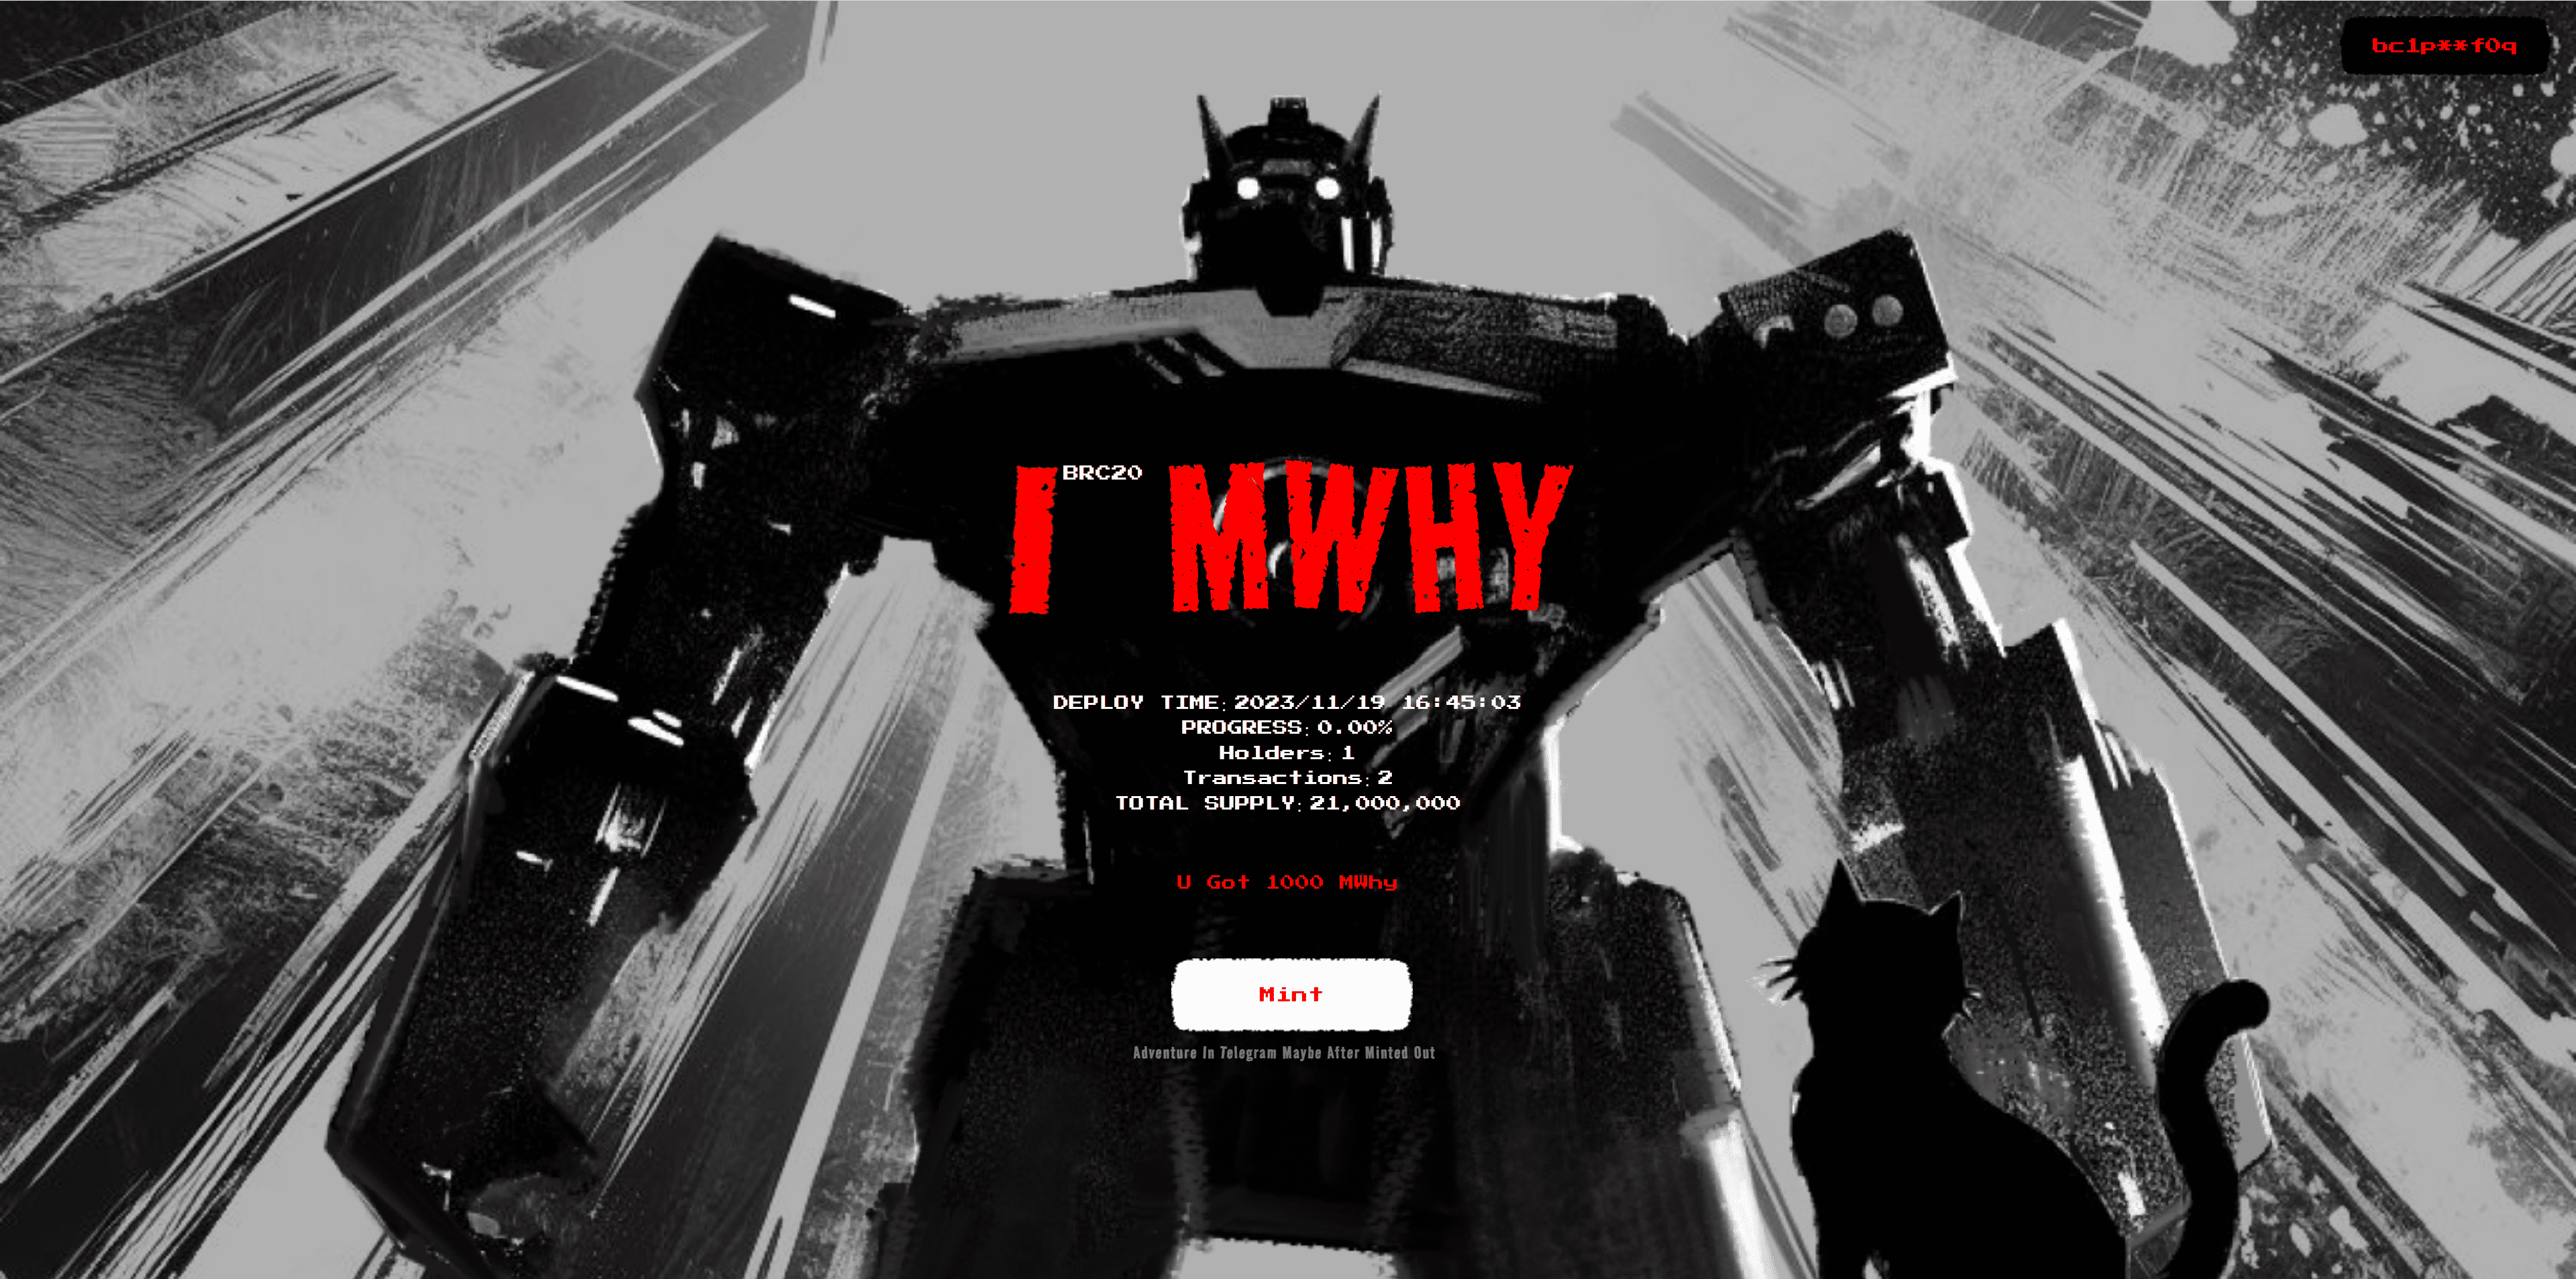 bc1p**f0q
I BRC20 MWHY
DEPLOY TIME:2023/11/19 16:45:03
PROGRESS:0.00%
Holders:1
Transactions:2
TOTAL SUPPLY:21,000,000
U Got 1000 MWhy
Mint
Adventure In Telegram Maybe After Minted Out